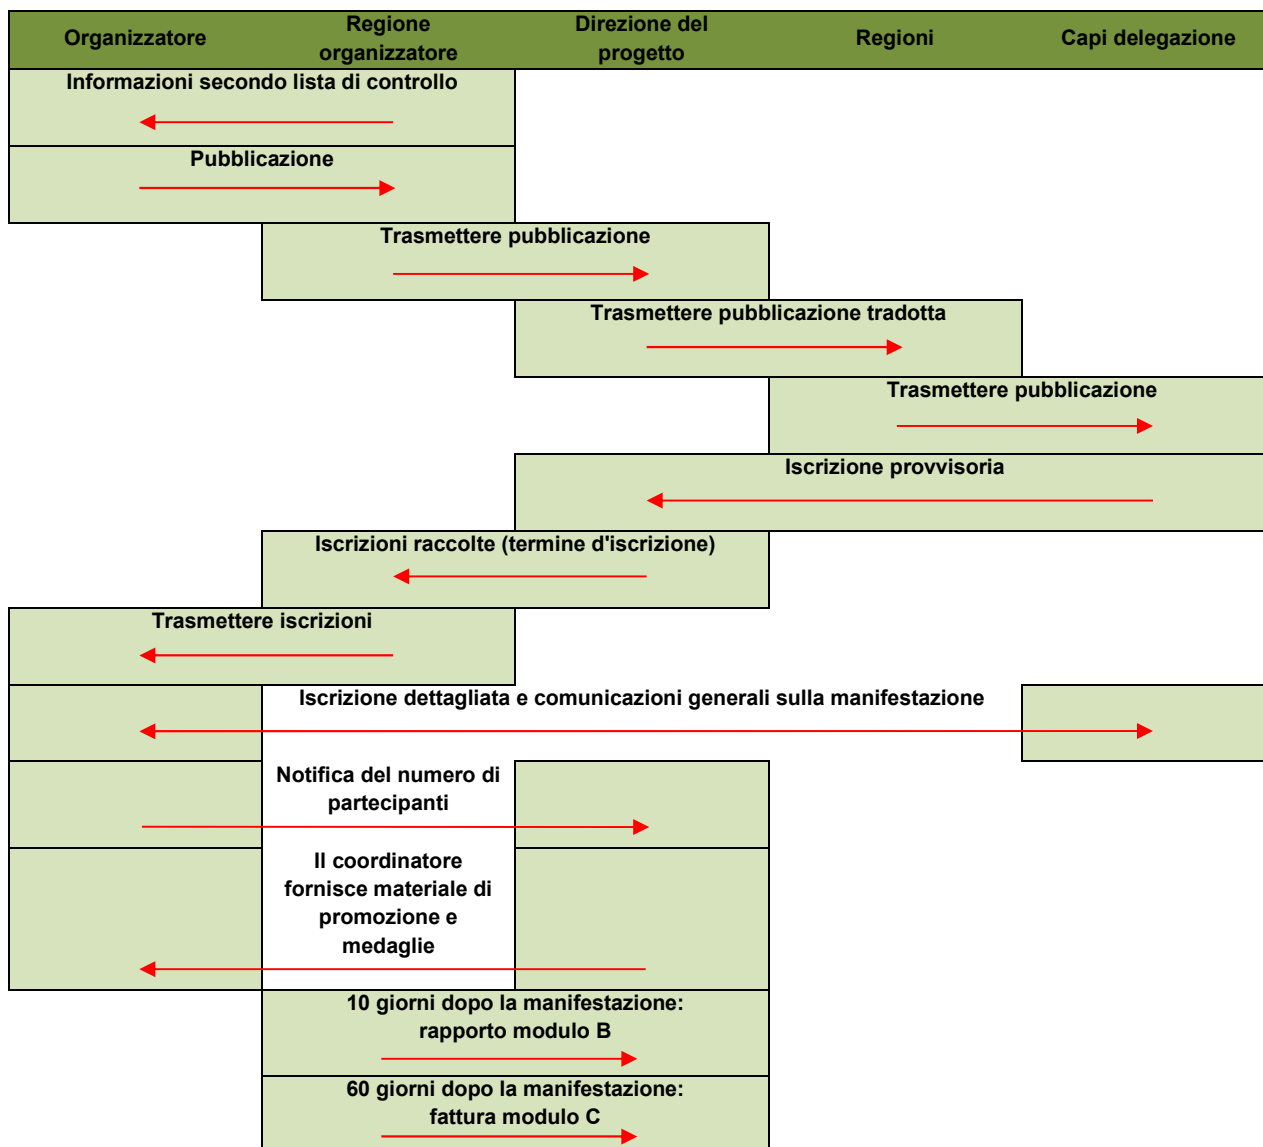 Organizzatore
Regione
organizzatore
Direzione del
progetto
Regioni
Capi delegazione
Informazioni secondo lista di controllo
Pubblicazione
Trasmettere pubblicazione
Trasmettere pubblicazione tradotta
Trasmettere pubblicazione
Iscrizione provvisoria
Iscrizioni raccolte (termine d'iscrizione)
Trasmettere iscrizioni
Iscrizione dettagliata e comunicazioni generali sulla manifestazione
Notifica del numero di
partecipanti
Il coordinatore
fornisce materiale di
promozione e
medaglie
10 giorni dopo la manifestazione:
rapporto modulo B
60 giorni dopo la manifestazione:
fattura modulo C